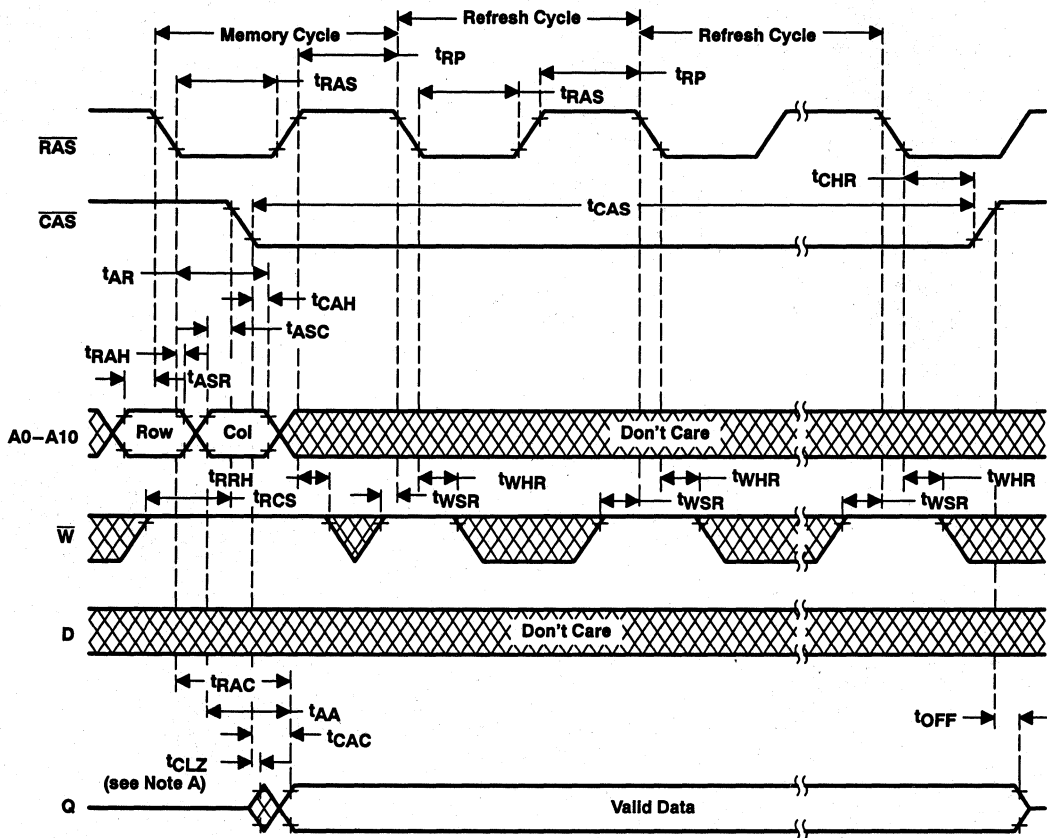 Refresh Cycle
Memory Cycle
Refresh Cycle
tRP
tRP
tRAS
tRAS
RAS
tCHR
tCAS
CAS
tAR
tCAH
tASC
tRAH
tASR
A0–A10
Row
Col
Don't Care
tRRH
tWHR
tWHR
tWHR
tRCS
tWSR
tWSR
tWSR
W
D
Don't Care
tRAC
tAA
tOFF
tCAC
tCLZ
(see Note A)
Q
Valid Data